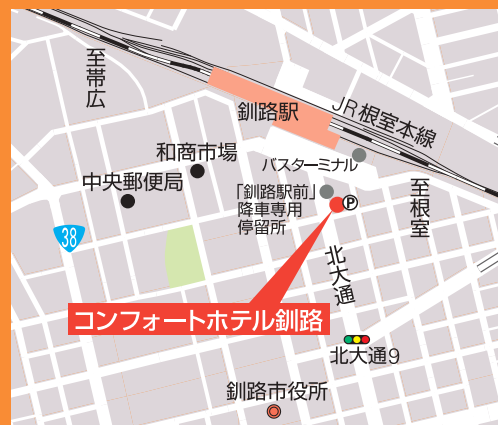 至帯広
釧路駅
JR根室本線
和商市場
バスターミナル
中央郵便局
「釧路駅前」
降車専用
停留所
P
至根室
38
北大通
コンフォートホテル釧路
北大通9
釧路市役所